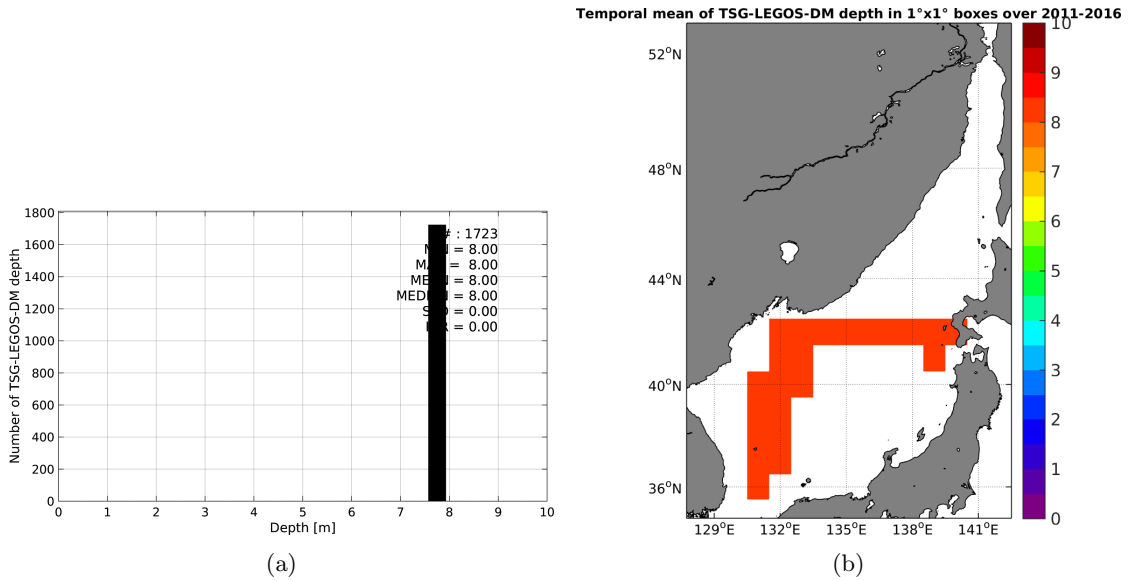 Temporal mean of TSG-LEGOS-DM depth in 1°x1° boxes over 2011-2016
1800
1600
1400
1200
1000
800
600
400
200
0
Number of TSG-LEGOS-DM depth
: 1723
= 8.00
= 8.00
= 8.00
= 8.00
= 0.00
= 0.00
0 1 2 3 4 5 6 7 8 9 10
Depth [m]
(a)
52°N
48°N
44°N
40°N
36°N
129°E 132°E 135°E 138°E 141°E
10
9
8
7
6
5
4
3
2
1
0
(b)